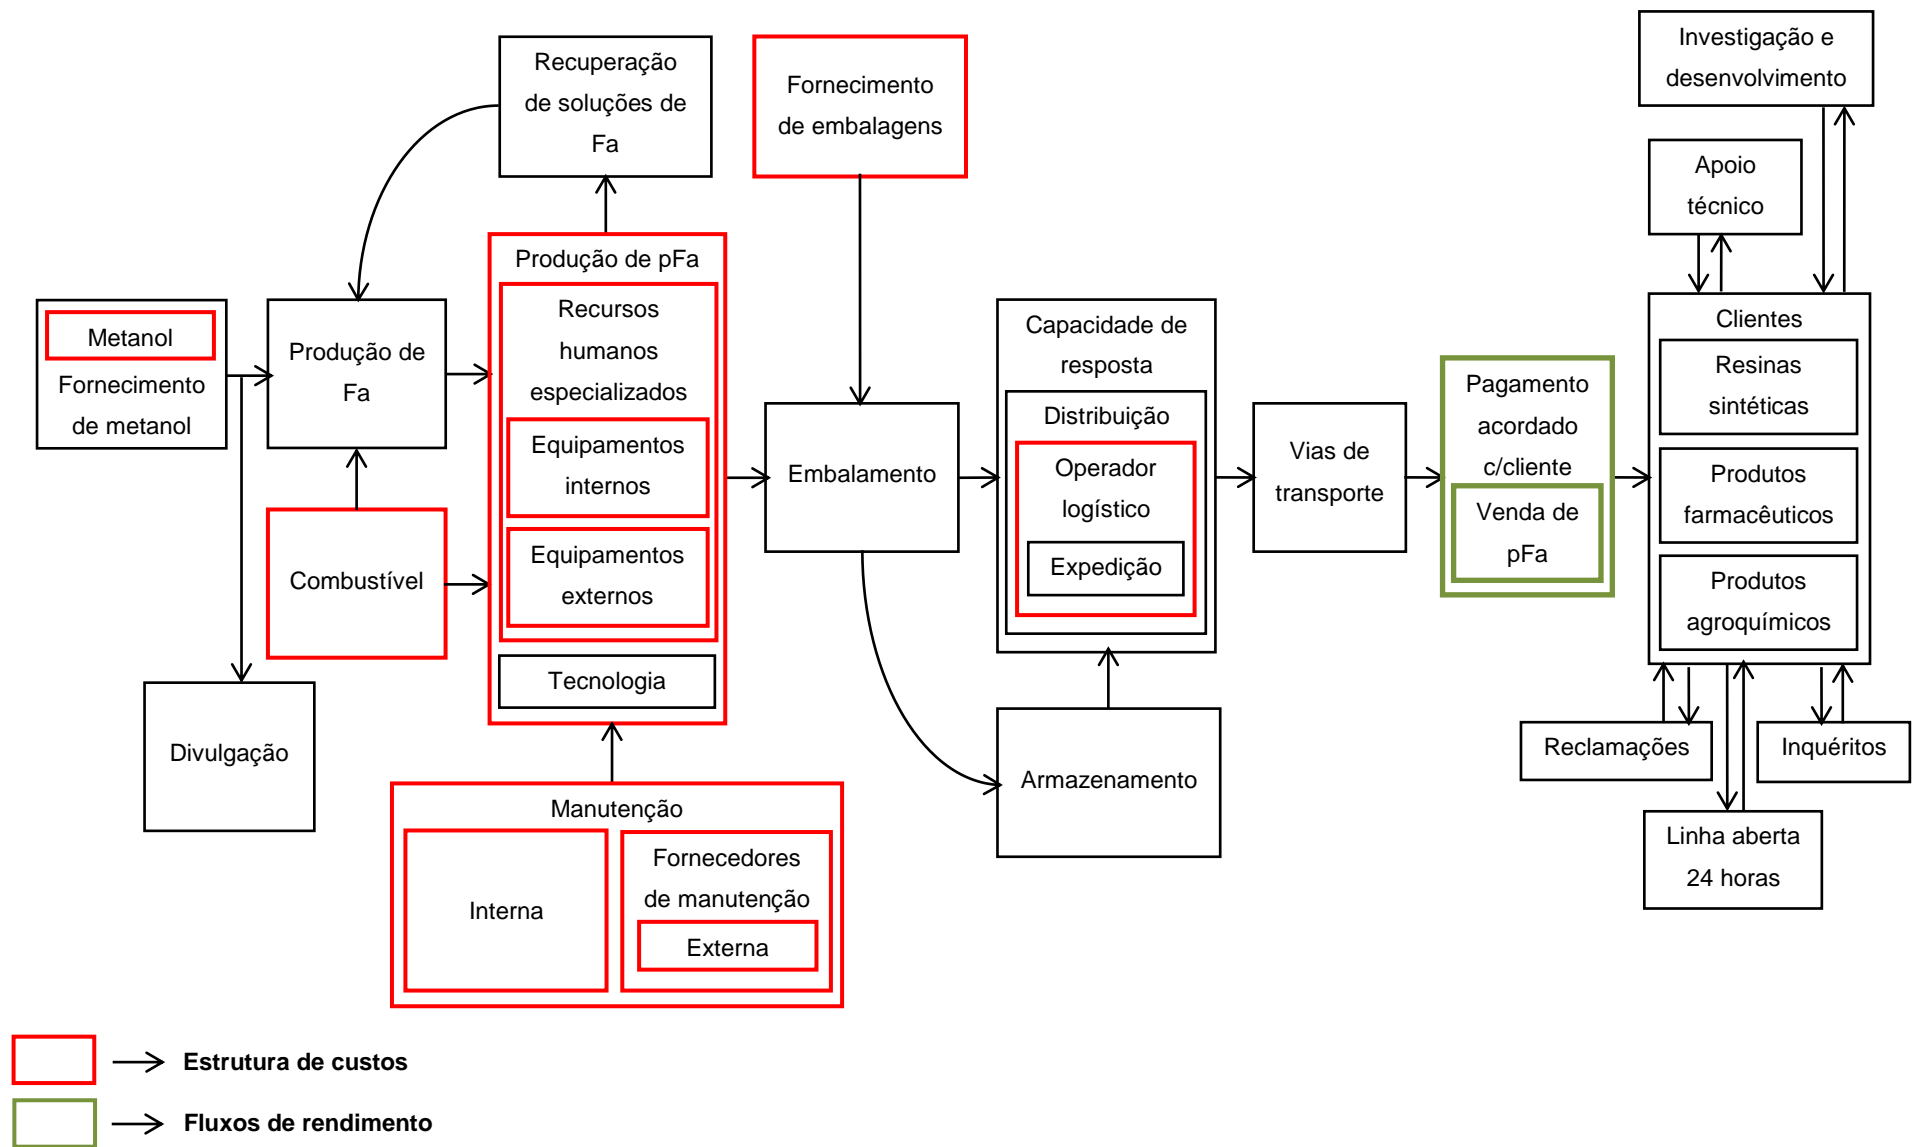 Recuperação
de soluções de
Fa
Fornecimento
de embalagens
Investigação e
desenvolvimento
Apoio
técnico
Metanol
Fornecimento
de metanol
Produção de
Fa
Combustível
Divulgação
Produção de pFa
Recursos
humanos
especializados
Equipamentos
internos
Equipamentos
externos
Tecnologia
Manutenção
Interna
Fornecedores
de manutenção
Externa
Embalamento
Capacidade de
resposta
Distribuição
Operador
logístico
Expedição
Armazenamento
Vias de
transporte
Pagamento
acordado
c/cliente
Venda de
pFa
Clientes
Resinas
sintéticas
Produtos
farmacêuticos
Produtos
agroquímicos
Reclamações
Inquéritos
Linha aberta
24 horas
Estrutura de custos
Fluxos de rendimento